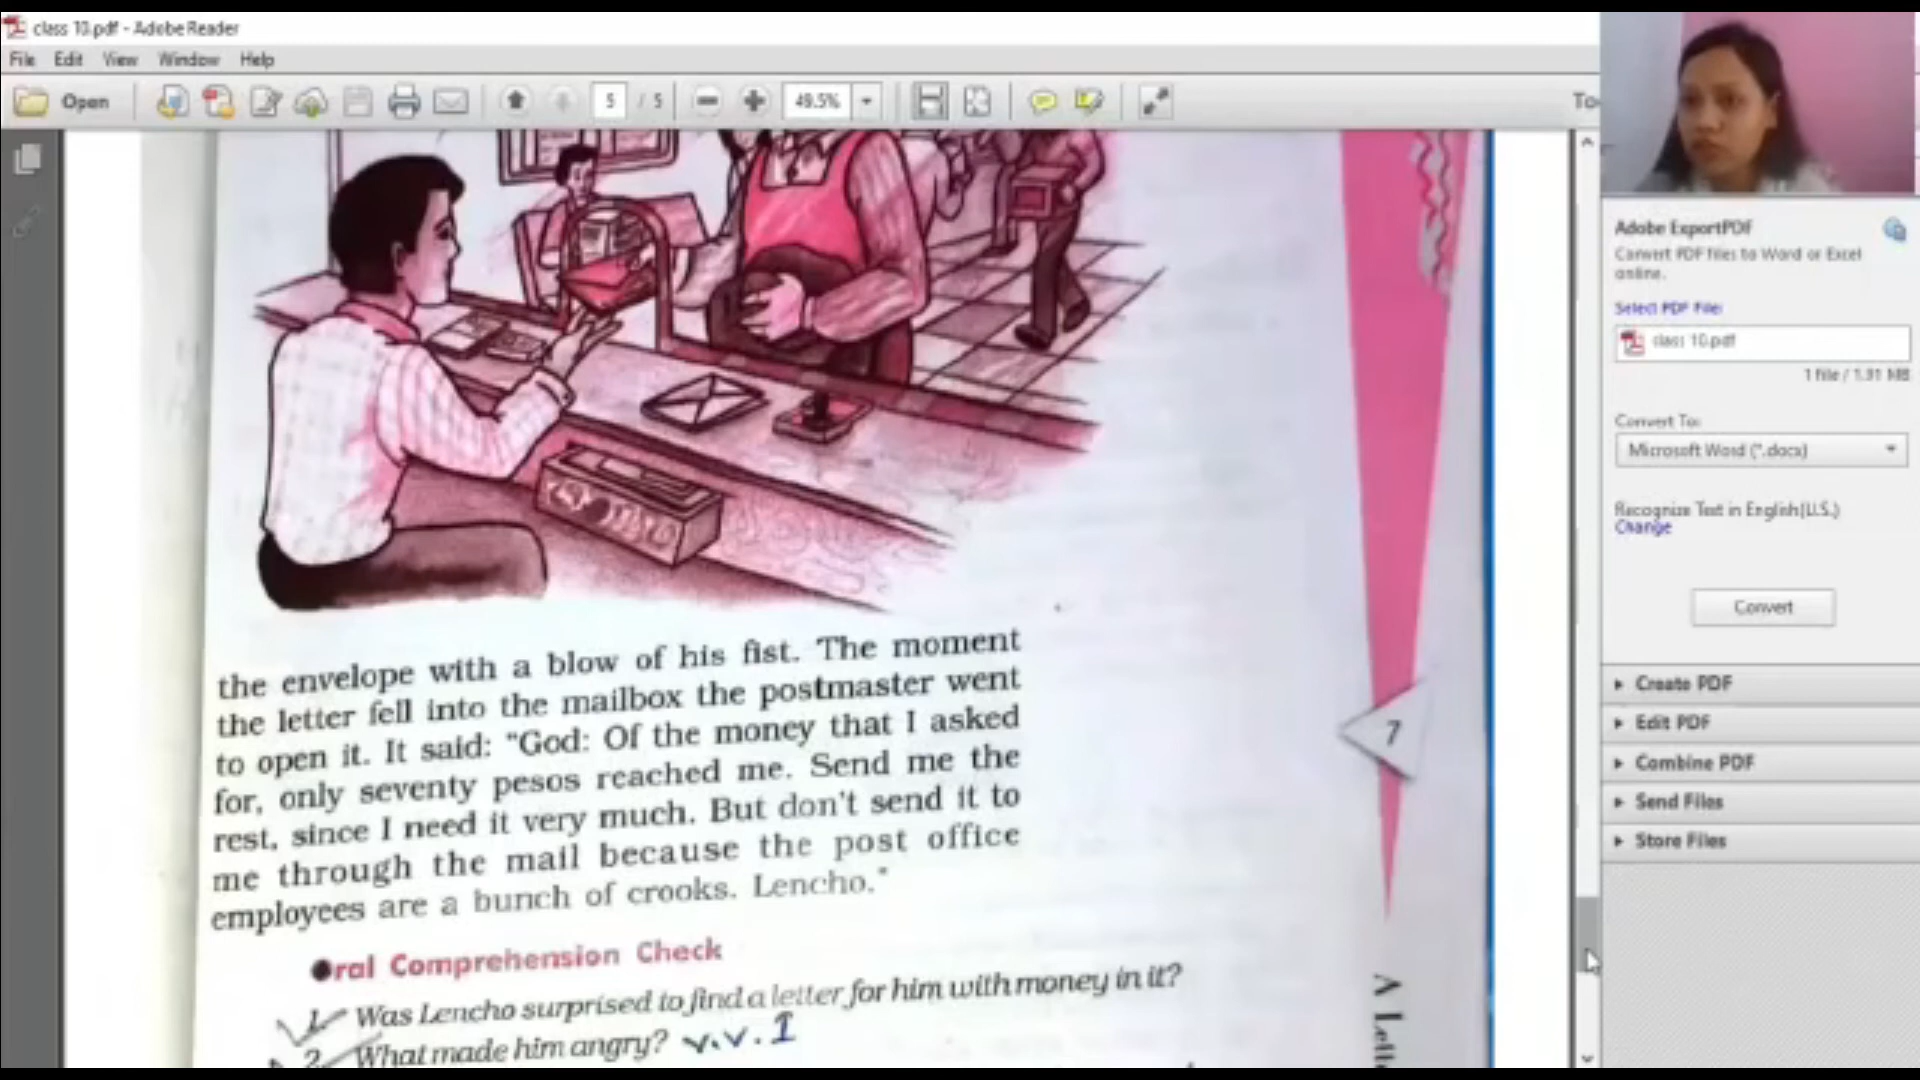 class 10.pdf - Adobe Reader
File Edit View Window Help
Open 5 / 5 49.5% To
the envelope with a blow of his fist. The moment
the letter fell into the mailbox the postmaster went
to open it. It said: "God: Of the money that I asked
for, only seventy pesos reached me. Send me the
rest, since I need it very much. But don't send it to
me through the mail because the post office
employees are a bunch of crooks. Lencho."
Oral Comprehension Check
1. Was Lencho surprised to find a letter for him with money in it?
2. What made him angry? v.v.I
7
A Lett
Adobe ExportPDF
Convert PDF files to Word or Excel
online.
Select PDF File:
class 10.pdf
1 file / 1.91 MB
Convert To:
Microsoft Word (*.docx)
Recognize Text in English(U.S.)
Change
Convert
Create PDF
Edit PDF
Combine PDF
Send Files
Store Files